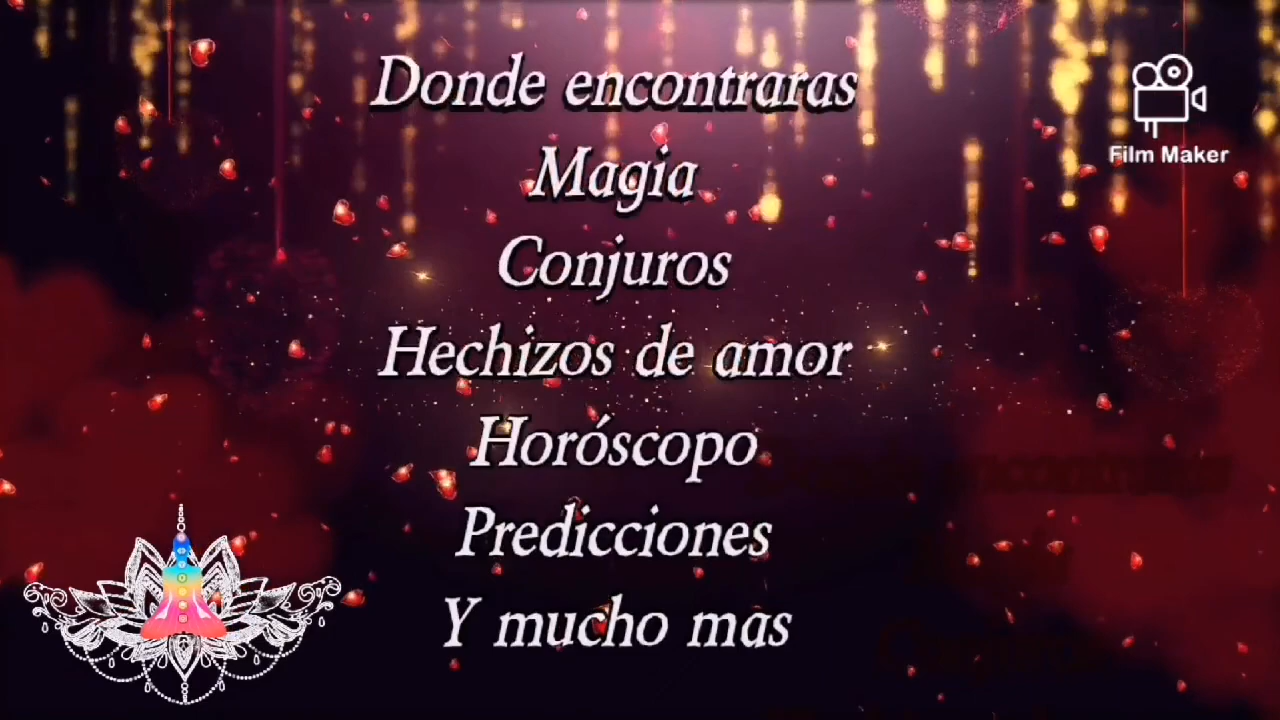 Donde encontraras
Magia
Conjuros
Hechizos de amor
Horóscopo
Predicciones
Y mucho mas
Film Maker